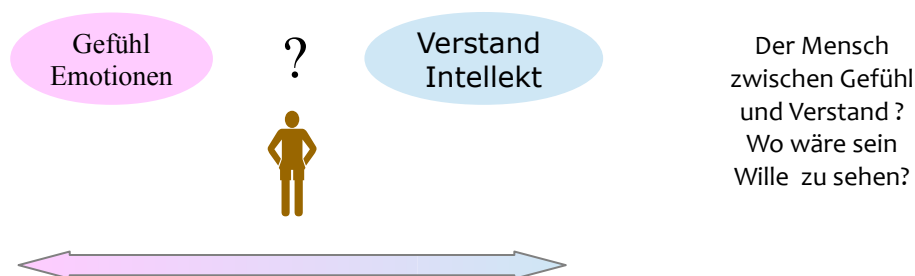 Gefühl
Emotionen
?
Verstand
Intellekt
Der Mensch
zwischen Gefühl
und Verstand ?
Wo wäre sein
Wille zu sehen?